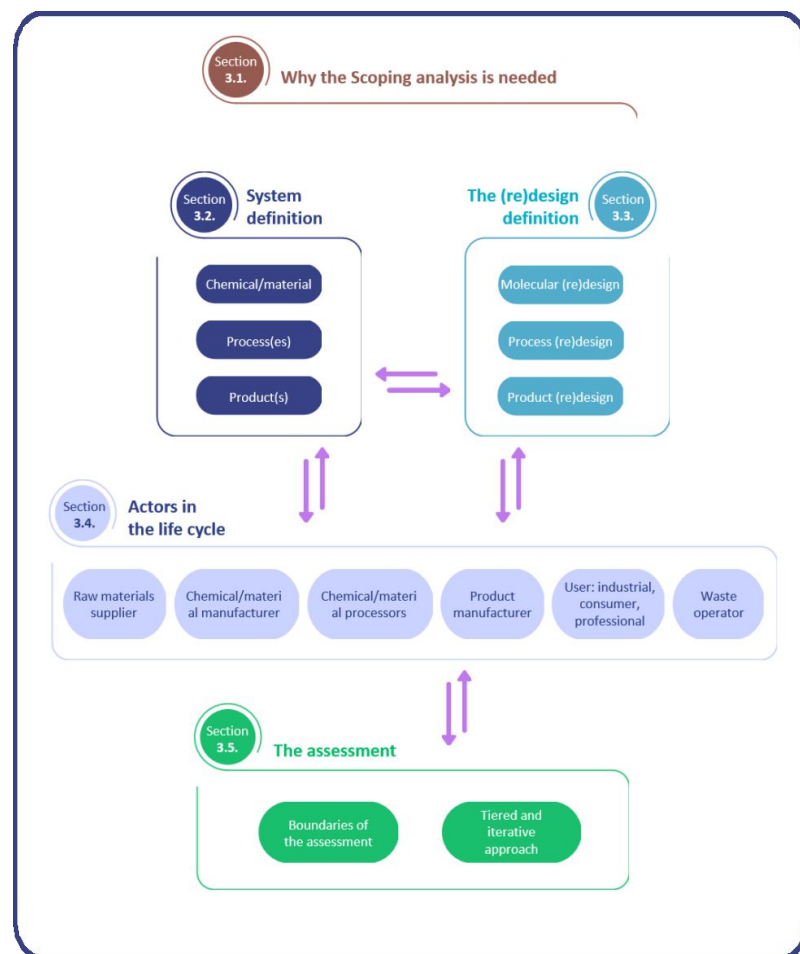 Section
3.1.
Why the Scoping analysis is needed
Section
3.2.
System
definition
Chemical/material
Process(es)
Product(s)
The (re)design
definition
Section
3.3.
Molecular (re)design
Process (re)design
Product (re)design
Section
3.4.
Actors in
the life cycle
Raw materials
supplier
Chemical/materi
al manufacturer
Chemical/materi
al processors
Product
manufacturer
User: industrial,
consumer,
professional
Waste
operator
Section
3.5.
The assessment
Boundaries of
the assessment
Tiered and
iterative
approach